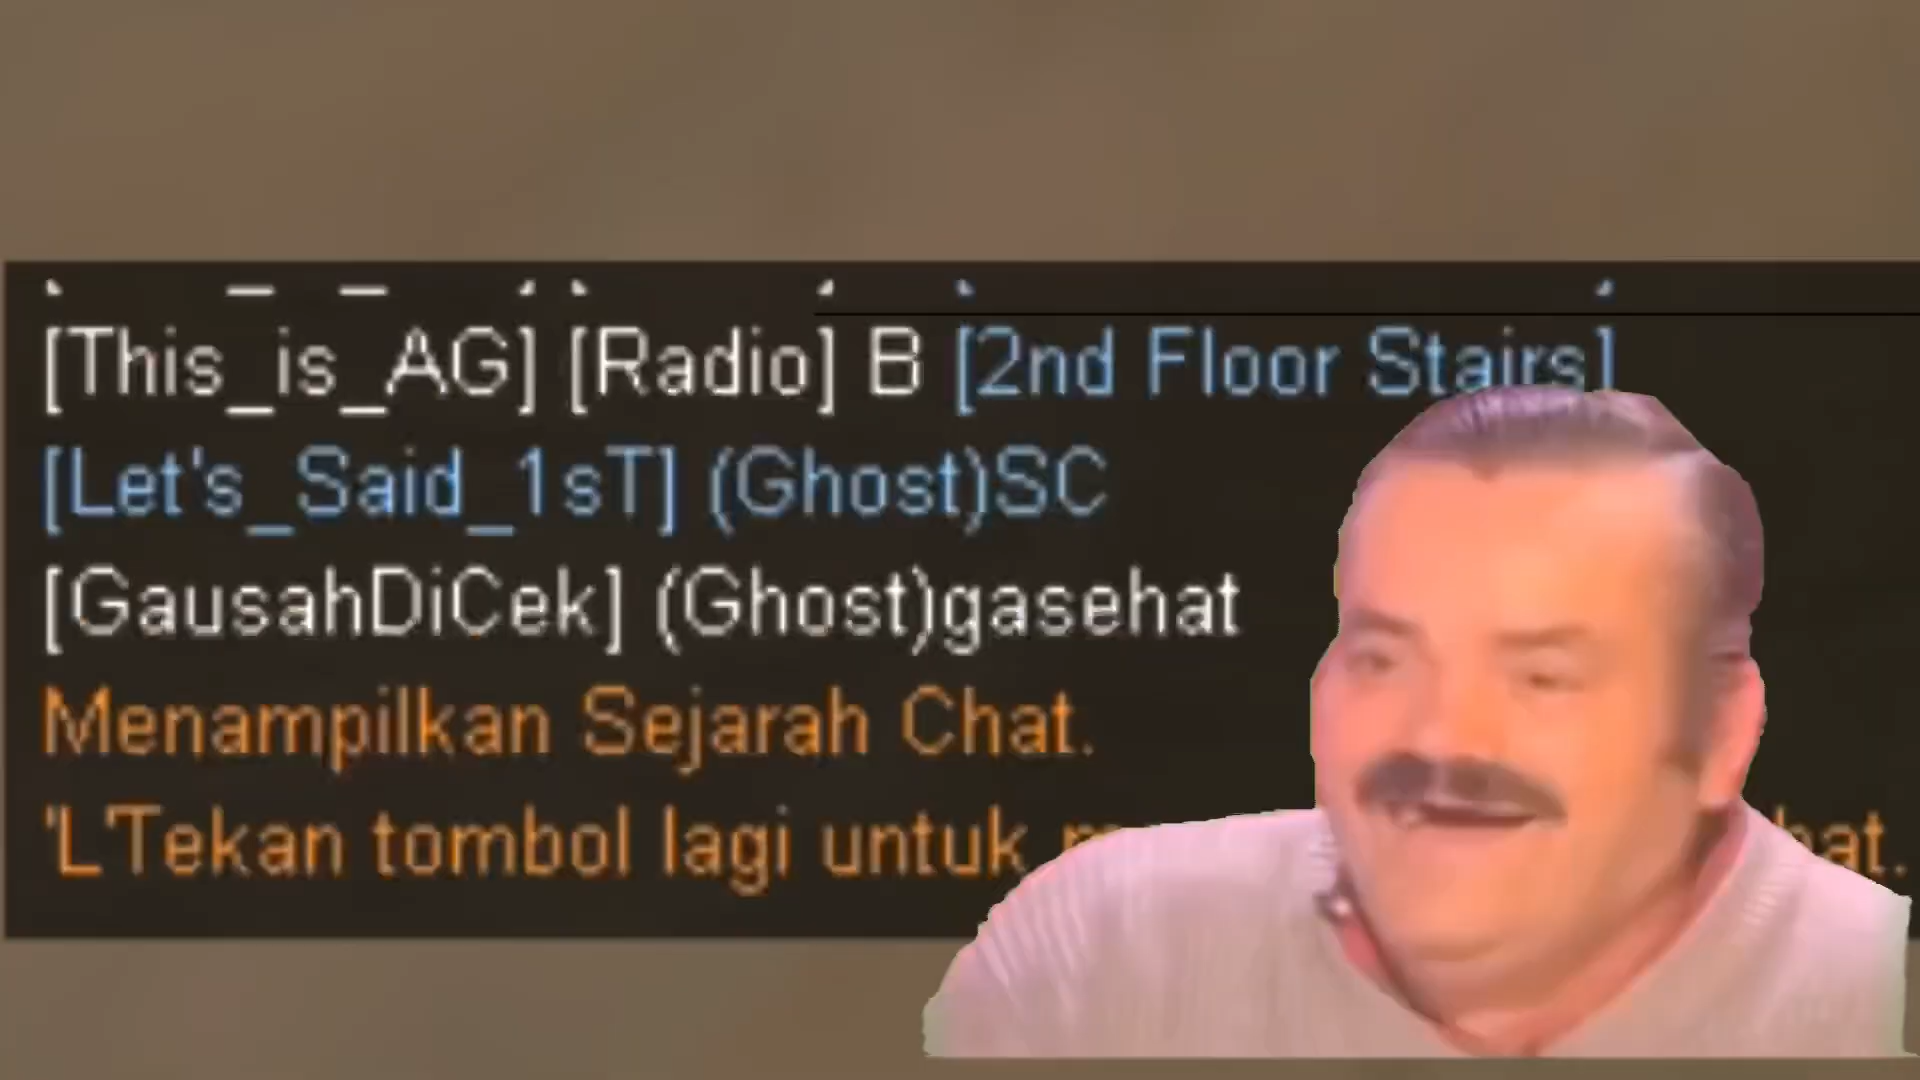 [This_is_AG] [Radio] B [2nd Floor Stairs]
[Let's_Said_1sT] (Ghost)SC
[GausahDiCek] (Ghost)gasehat
Menampilkan Sejarah Chat.
'L'Tekan tombol lagi untuk